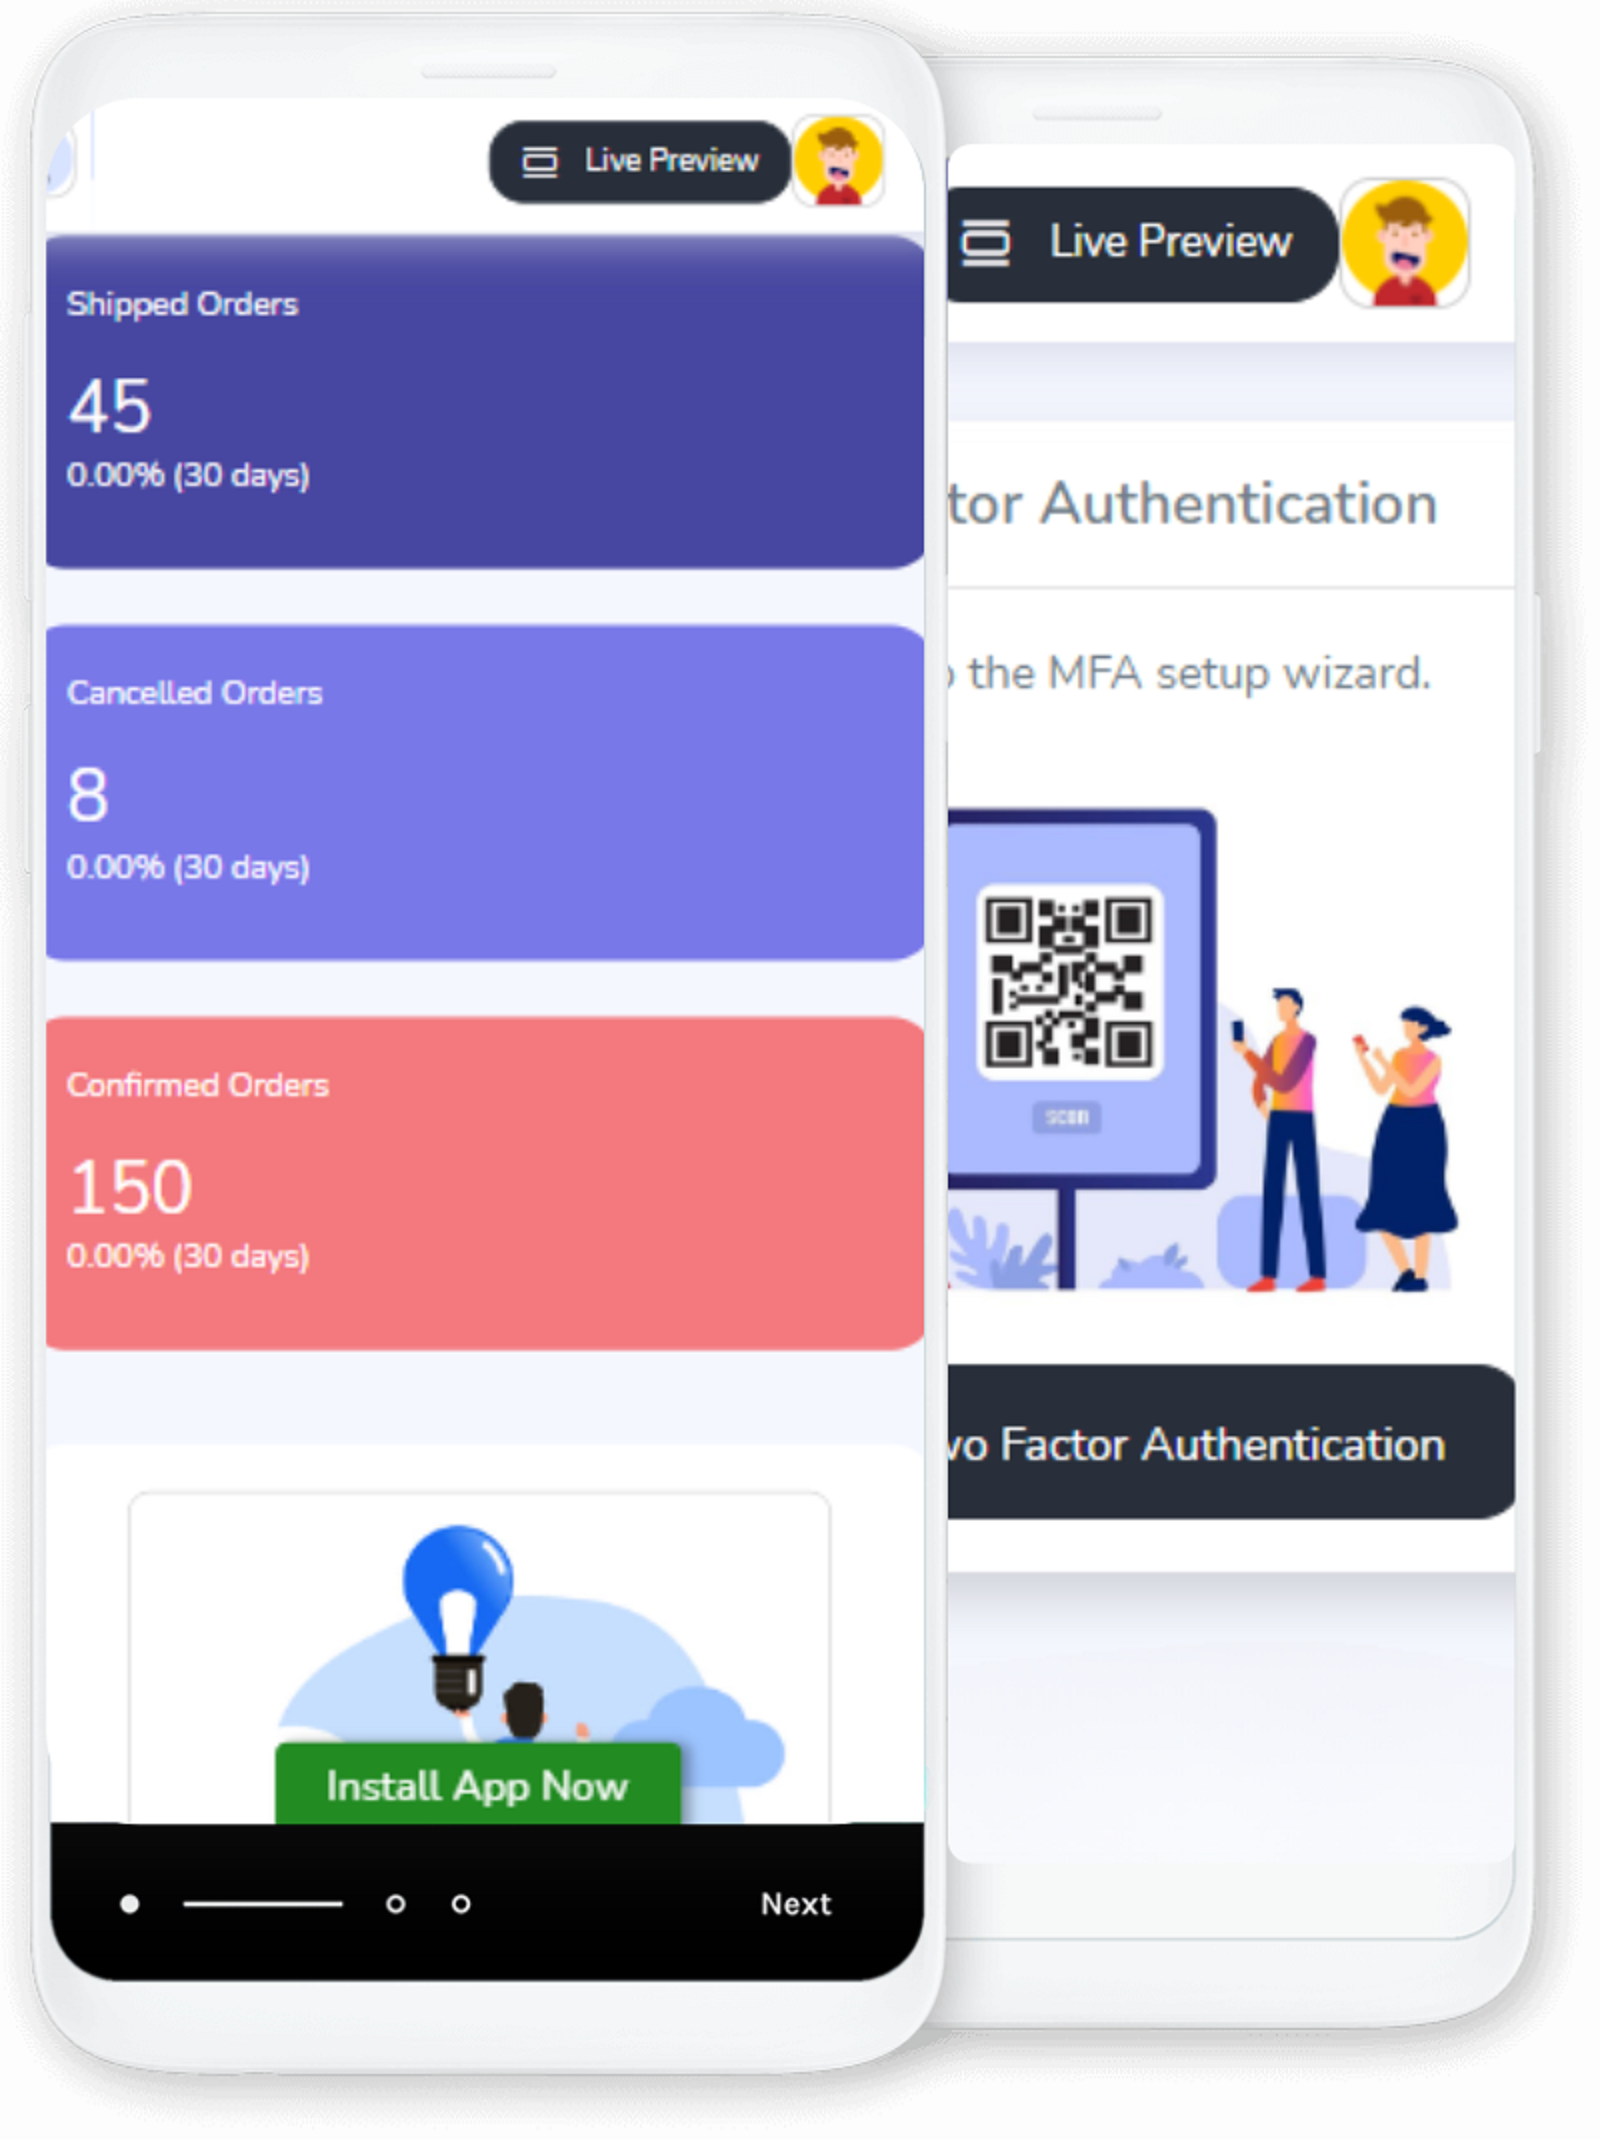 Live Preview
Shipped Orders
45
0.00% (30 days)
Cancelled Orders
8
0.00% (30 days)
Confirmed Orders
150
0.00% (30 days)
Install App Now
Next
Live Preview
tor Authentication
the MFA setup wizard.
scan
wo Factor Authentication